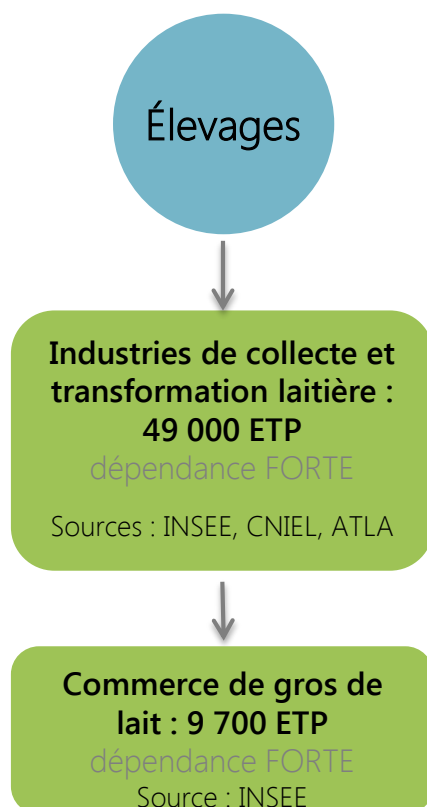 Élevages
Industries de collecte et
transformation laitière :
49 000 ETP
dépendance FORTE
Sources : INSEE, CNIEL, ATLA
Commerce de gros de
lait : 9 700 ETP
dépendance FORTE
Source : INSEE